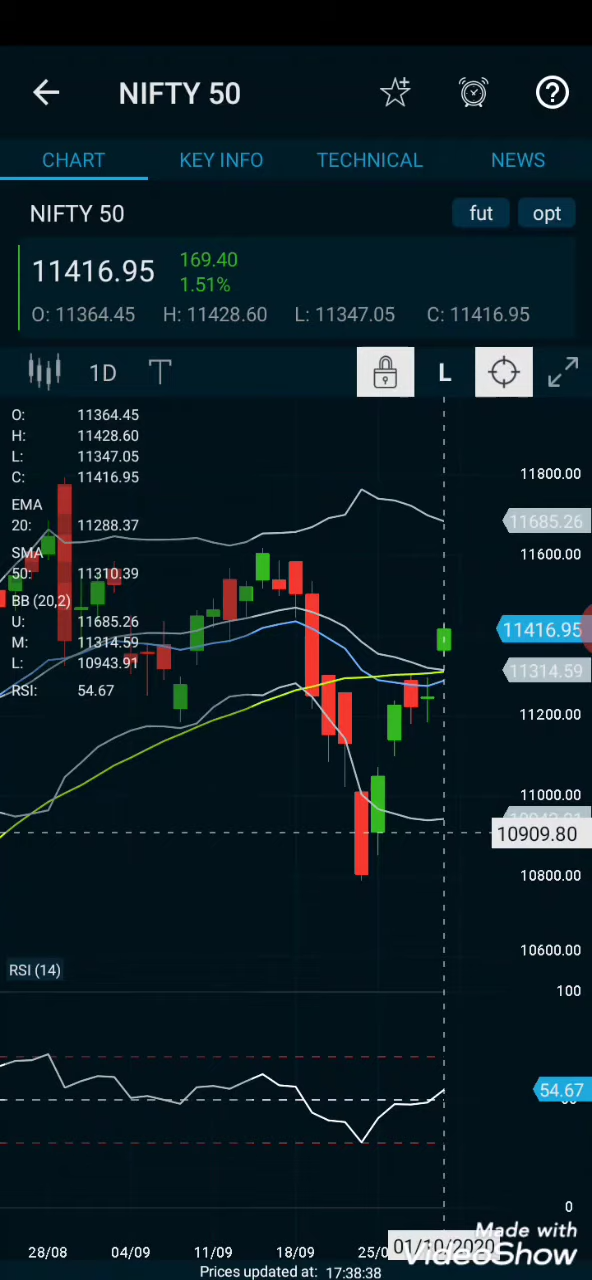 NIFTY 50
CHART KEY INFO TECHNICAL NEWS
NIFTY 50 fut opt
11416.95 169.40
1.51%
O: 11364.45 H: 11428.60 L: 11347.05 C: 11416.95
1D T L
O: 11364.45
H: 11428.60
L: 11347.05
C: 11416.95
EMA
20: 11288.37
SMA
50: 11310.39
BB (20,2)
U: 11685.26
M: 11314.59
L: 10943.91
RSI: 54.67
11800.00
11685.26
11600.00
11416.95
11314.59
11200.00
11000.00
10909.80
10800.00
10600.00
RSI (14)
100
54.67
0
28/08 04/09 11/09 18/09 25/0 01/10/2020
Made with
VideoShow
Prices updated at: 17:38:38